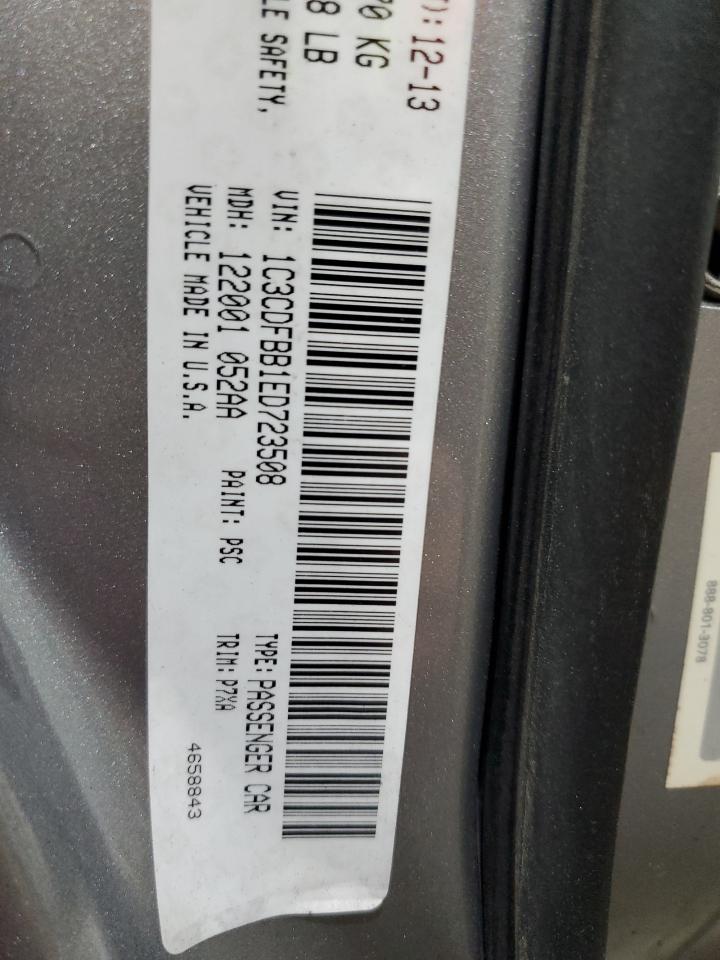 ): 12-13
70 KG
8 LB
LE SAFETY,
VIN: 1C3CDFBB1ED723508
TYPE: PASSENGER CAR
MDH: 122001 052AA PAINT: PSC TRIM: P7XA
VEHICLE MADE IN U.S.A.
4658843
888-801-3078